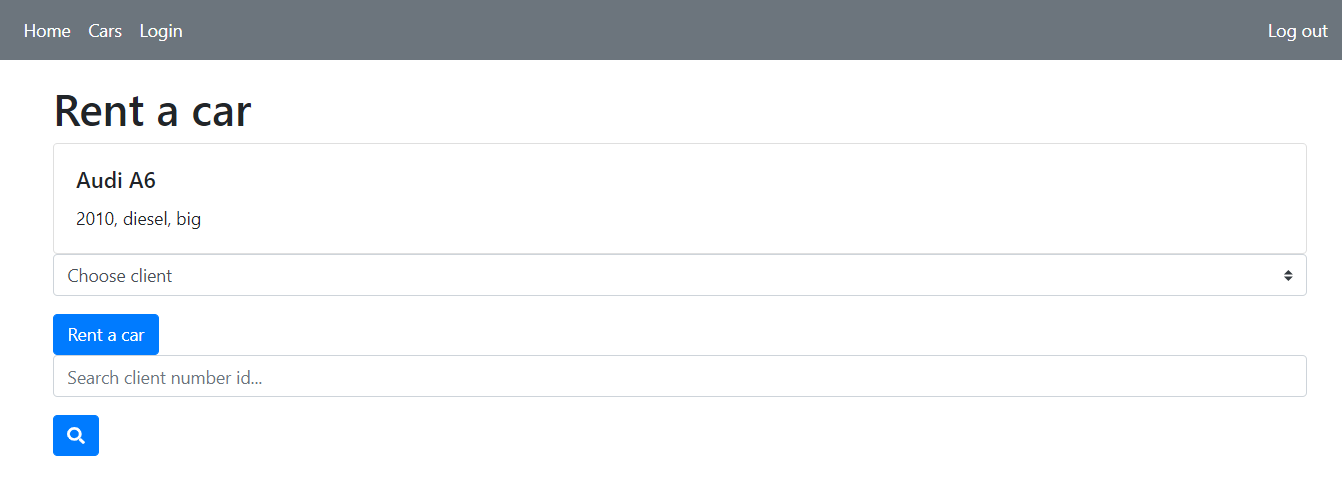 Home Cars Login Log out
Rent a car
Audi A6
2010, diesel, big
Choose client
Rent a car
Search client number id...